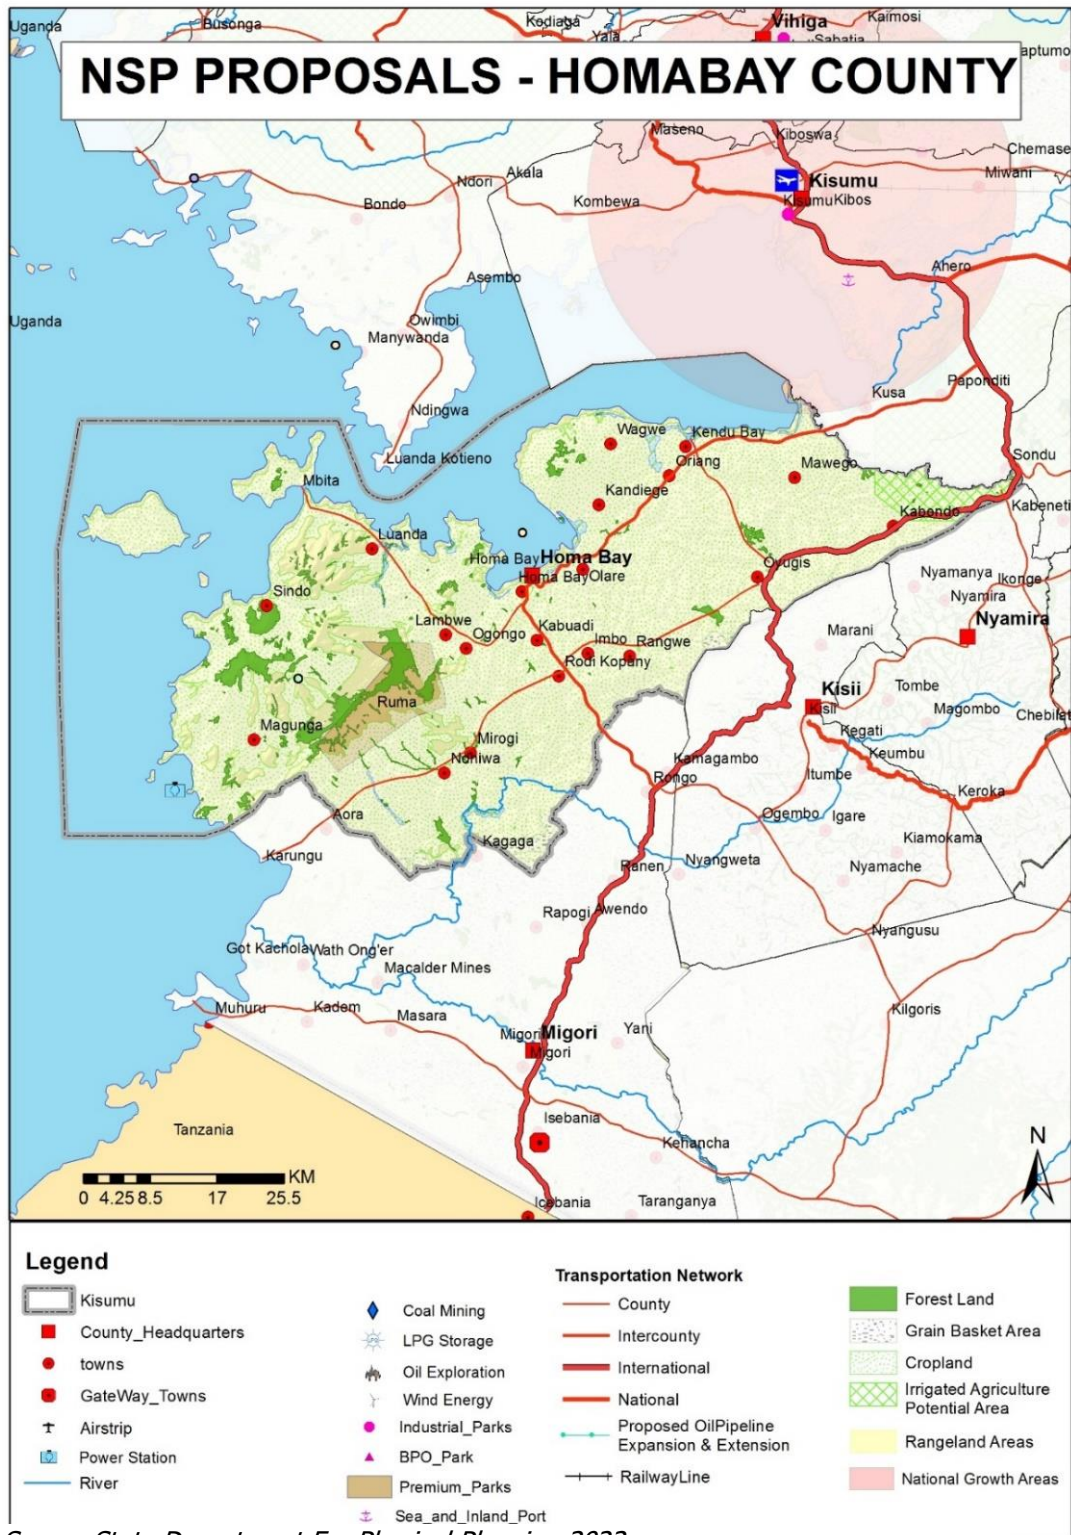 Uganda
Busonga
Kodiaga
Yala
Vihiga
Kaimosi
Sabatia
NSP PROPOSALS - HOMABAY COUNTY
aptumo
Maseno
Kiboswa
Chemase
Miwani
Akala
Ndori
Kisumu
Bondo
Kombewa
Kisumu
Kibos
Ahero
Asembo
Uganda
Owimbi
Manywanda
Paponditi
Kusa
Ndingwa
Wagwe
Kendu Bay
Luanda Kotieno
Oriang
Mawego
Sondu
Mbita
Kandiege
Kabondo
Kabeneti
Luanda
Homa Bay
Homa Bay
Oyugis
Homa Bay
Olare
Nyamanya
Ikonge
Sindo
Nyamira
Lambwe
Ogongo
Kabuadi
Imbo
Rangwe
Marani
Nyamira
Rodi Kopany
Kisii
Tombe
Ruma
Kisii
Magombo
Chebilet
Magunga
Mirogi
Kegati
Nohiwa
Kamagambo
Keumbu
Rongo
Itumbe
Keroka
Aora
Ogembo
Igare
Kagaga
Kiamokama
Karungu
Ranen
Nyangweta
Nyamache
Rapogi
Awendo
Nyangusu
Got Kachola
Wath Ong'er
Macalder Mines
Muhuru
Kadem
Masara
Kilgoris
Migori
Migori
Yani
Migori
Isebania
Tanzania
Kehancha
N
KM
0 4.25 8.5 17 25.5
Icebania
Taranganya
Legend
Kisumu
County_Headquarters
towns
GateWay_Towns
Airstrip
Power Station
River
Coal Mining
LPG Storage
Oil Exploration
Wind Energy
Industrial_Parks
BPO_Park
Premium_Parks
Sea_and_Inland_Port
Transportation Network
County
Intercounty
International
National
Proposed OilPipeline
Expansion & Extension
RailwayLine
Forest Land
Grain Basket Area
Cropland
Irrigated Agriculture
Potential Area
Rangeland Areas
National Growth Areas